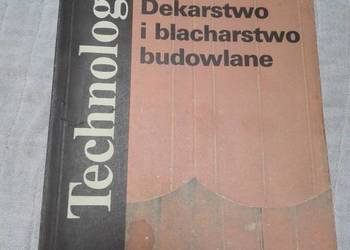 Technolog
Dekarstwo
i blacharstwo
budowlane